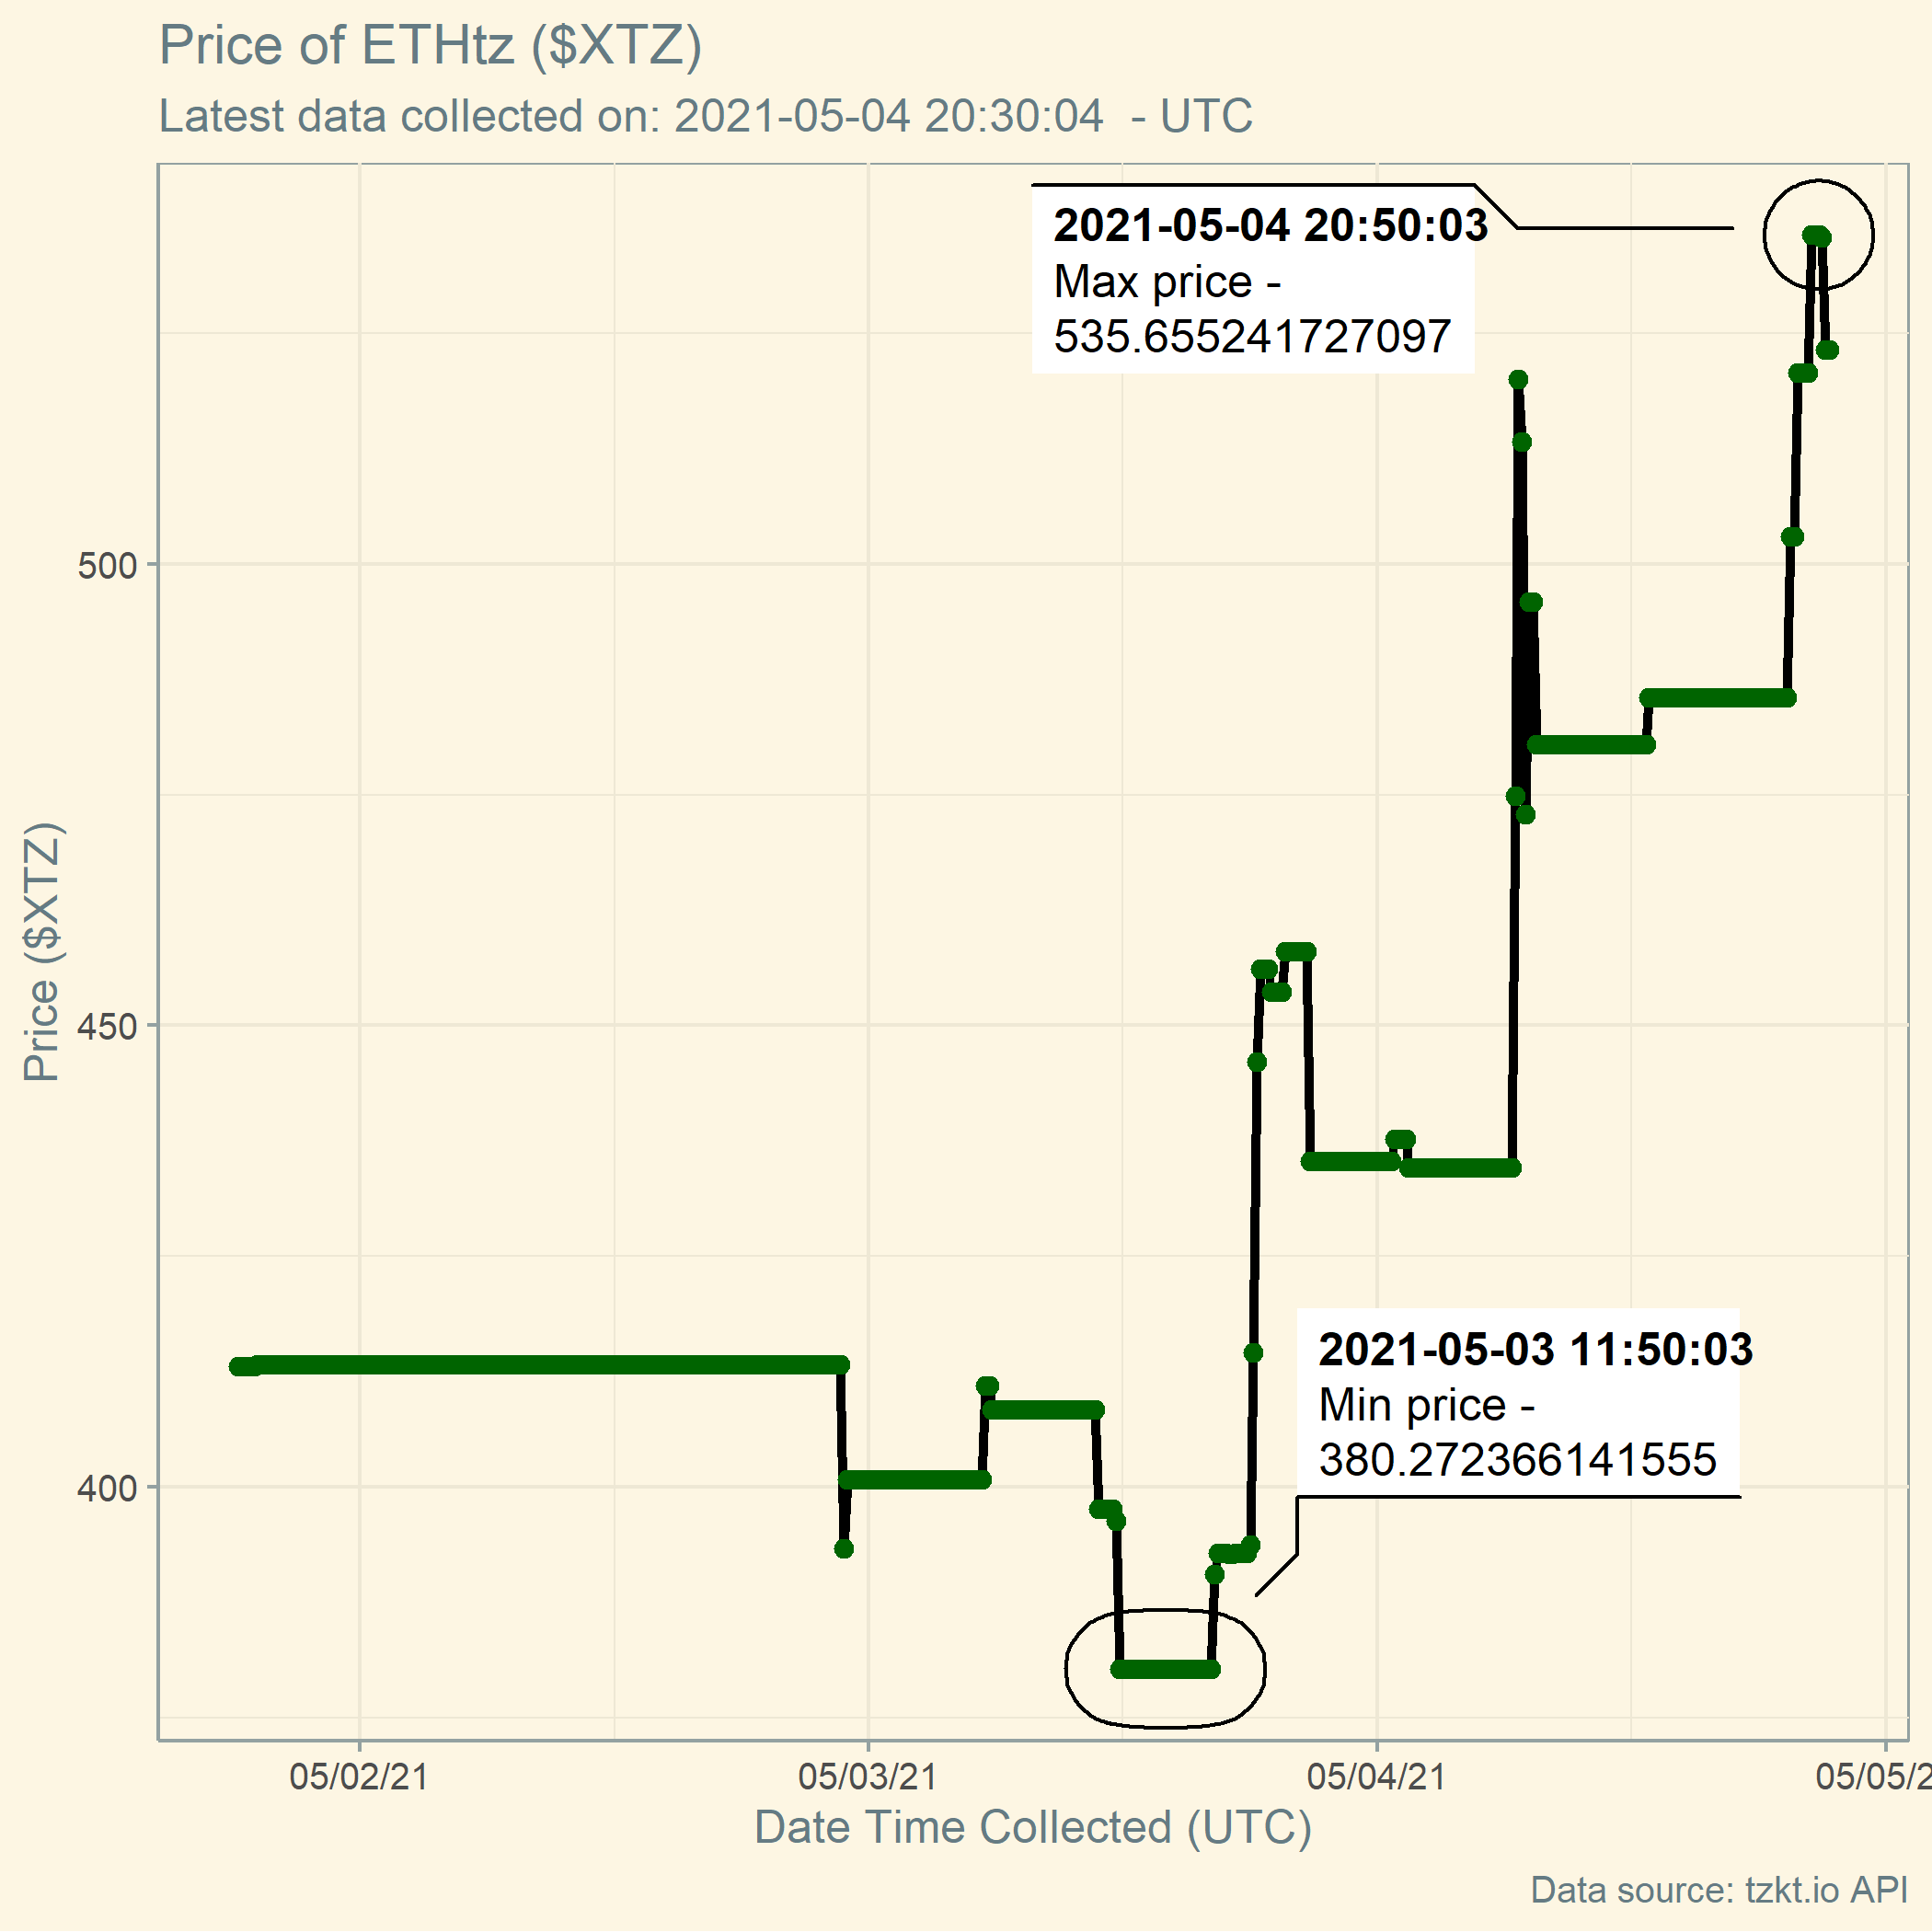 Price of ETHtz ($XTZ)
Latest data collected on: 2021-05-04 20:30:04  - UTC
2021-05-04 20:50:03
Max price -
535.655241727097
500
450
400
Price ($XTZ)
2021-05-03 11:50:03
Min price -
380.272366141555
05/02/21
05/03/21
05/04/21
05/05/2
Date Time Collected (UTC)
Data source: tzkt.io API